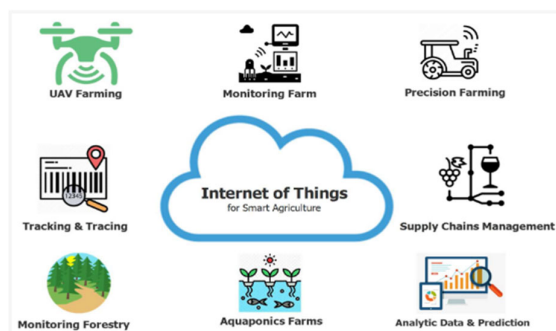 UAV Farming
Monitoring Farm
Precision Farming
Internet of Things
for Smart Agriculture
12345
Tracking & Tracing
Supply Chains Management
Monitoring Forestry
Aquaponics Farms
Analytic Data & Prediction